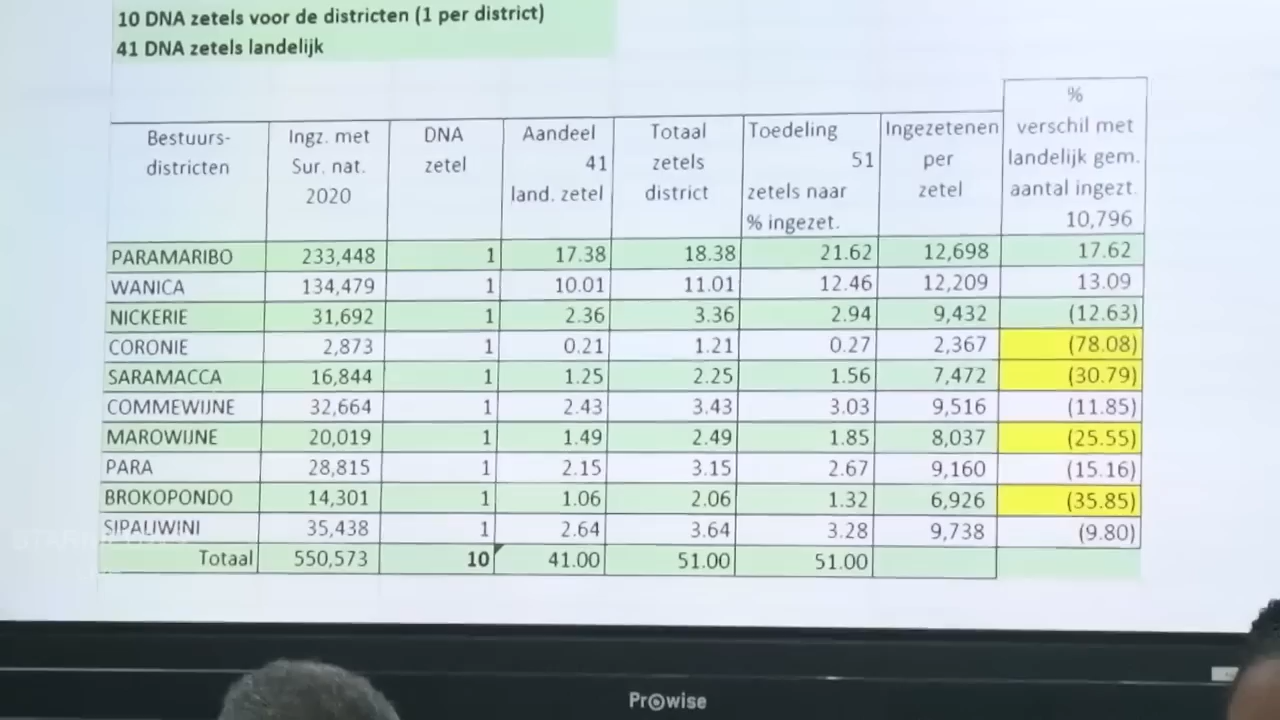 10 DNA zetels voor de districten (1 per district)
41 DNA zetels landelijk
Bestuurs-
districten
Ingz. met
Sur. nat.
2020
DNA
zetel
Aandeel
41
land. zetel
Totaal
zetels
district
Toedeling
51
zetels naar
% ingezet.
Ingezetenen
per
zetel
%
verschil met
landelijk gem.
aantal ingezt.
10,796
PARAMARIBO 233,448 1 17.38 18.38 21.62 12,698 17.62
WANICA 134,479 1 10.01 11.01 12.46 12,209 13.09
NICKERIE 31,692 1 2.36 3.36 2.94 9,432 (12.63)
CORONIE 2,873 1 0.21 1.21 0.27 2,367 (78.08)
SARAMACCA 16,844 1 1.25 2.25 1.56 7,472 (30.79)
COMMEWIJNE 32,664 1 2.43 3.43 3.03 9,516 (11.85)
MAROWIJNE 20,019 1 1.49 2.49 1.85 8,037 (25.55)
PARA 28,815 1 2.15 3.15 2.67 9,160 (15.16)
BROKOPONDO 14,301 1 1.06 2.06 1.32 6,926 (35.85)
SIPALIWINI 35,438 1 2.64 3.64 3.28 9,738 (9.80)
Totaal 550,573 10 41.00 51.00 51.00
Prowise